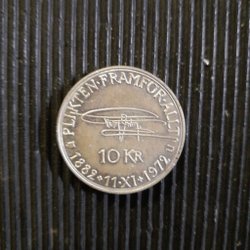 PLIKTEN·FRAMFÖR·ALLT
10 KR
1882·11·XI·1972
U